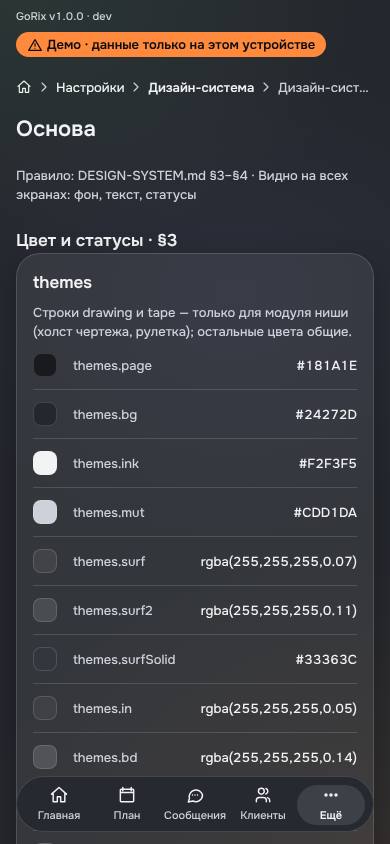 GoRix v1.0.0 · dev
Демо · данные только на этом устройстве
Настройки > Дизайн-система > Дизайн-сист...
Основа
Правило: DESIGN-SYSTEM.md §3–§4 · Видно на всех
экранах: фон, текст, статусы
Цвет и статусы · §3
themes
Строки drawing и tape — только для модуля ниши
(холст чертежа, рулетка); остальные цвета общие.
themes.page #181A1E
themes.bg #24272D
themes.ink #F2F3F5
themes.mut #CDD1DA
themes.surf rgba(255,255,255,0.07)
themes.surf2 rgba(255,255,255,0.11)
themes.surfSolid #33363C
themes.in rgba(255,255,255,0.05)
themes.bd rgba(255,255,255,0.14)
Главная План Сообщения Клиенты Ещё